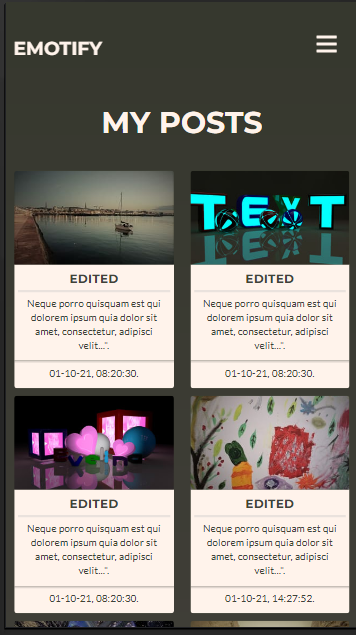 EMOTIFY
MY POSTS
TEXT
EDITED
Neque porro quisquam est qui
dolorem ipsum quia dolor sit
amet, consectetur, adipisci
velit...".
01-10-21, 08:20:30.
EDITED
Neque porro quisquam est qui
dolorem ipsum quia dolor sit
amet, consectetur, adipisci
velit...".
01-10-21, 08:20:30.
EDITED
Neque porro quisquam est qui
dolorem ipsum quia dolor sit
amet, consectetur, adipisci
velit...".
01-10-21, 08:20:30.
EDITED
Neque porro quisquam est qui
dolorem ipsum quia dolor sit
amet, consectetur, adipisci
velit...".
01-10-21, 14:27:52.